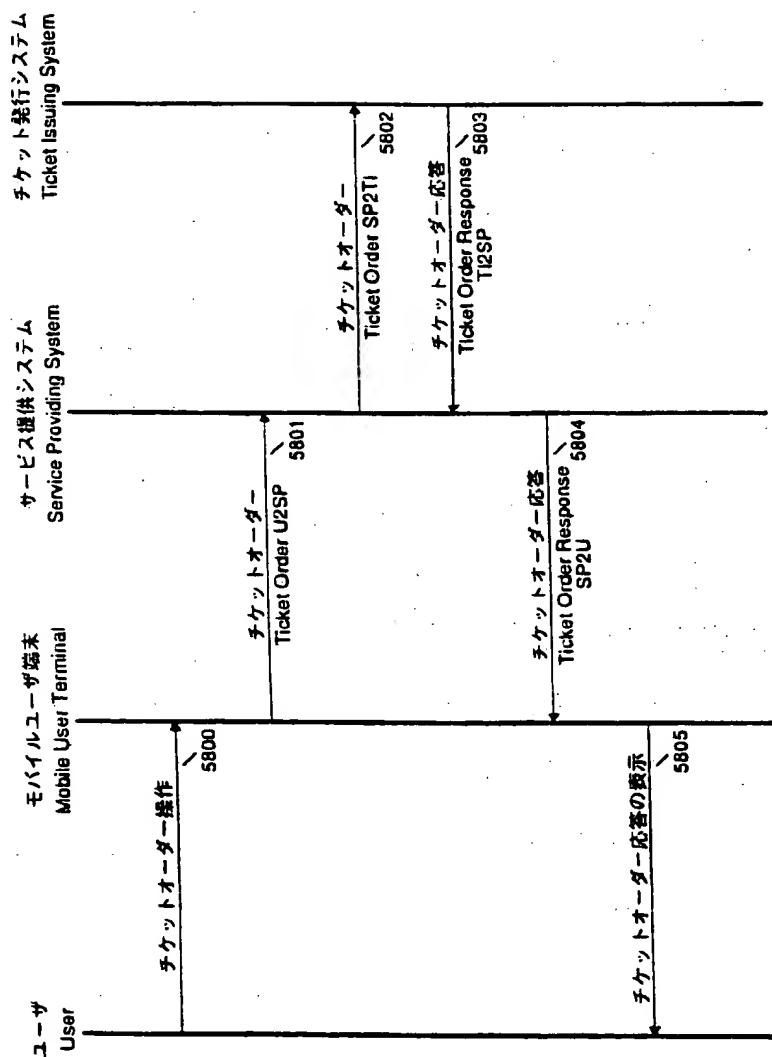 ユーザ
User
モバイルユーザ端末
Mobile User Terminal
サービス提供システム
Service Providing System
チケット発行システム
Ticket Issuing System
チケットオーダー操作
5800
チケットオーダー
Ticket Order U2SP
5801
チケットオーダー
Ticket Order SP2TI
5802
チケットオーダー応答
Ticket Order Response
TI2SP
5803
チケットオーダー応答
Ticket Order Response
SP2U
5804
チケットオーダー応答の表示
5805